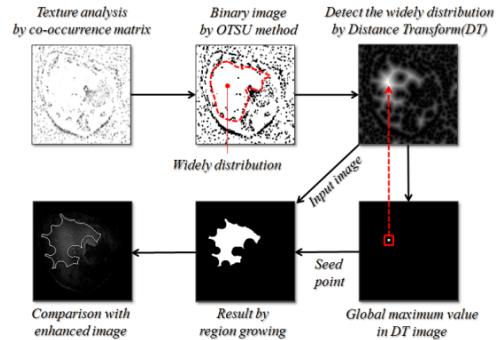 Texture analysis
by co-occurrence matrix
Binary image
by OTSU method
Detect the widely distribution
by Distance Transform(DT)
Widely distribution
Input image
Seed
point
Comparison with
enhanced image
Result by
region growing
Global maximum value
in DT image